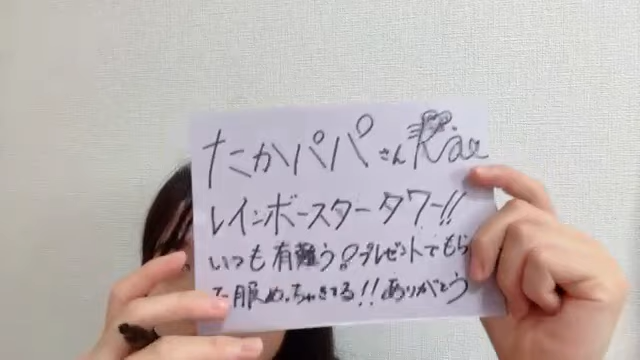 たかパパさん Rae
レインボースタータワー!!
いつも有難う!プレゼントでもら
服め、ちゃきてる!!ありがとう